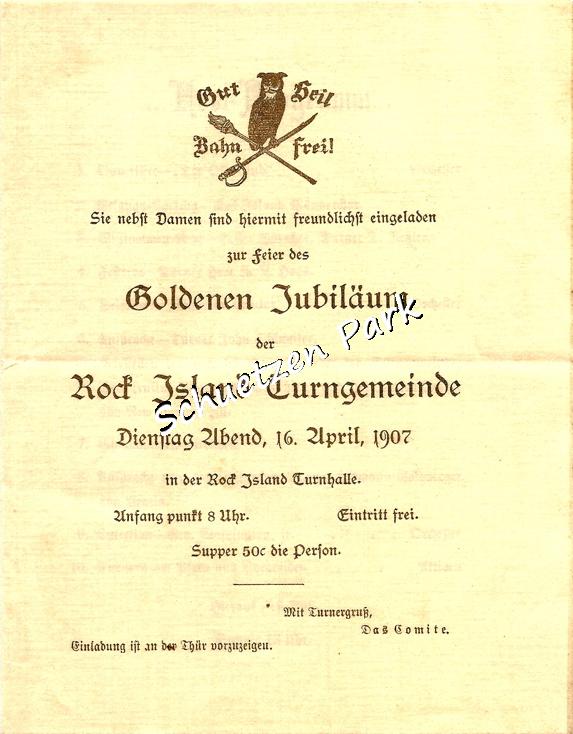 Gut Heil
Bahn frei!
Sie nebst Damen sind hiermit freundlichst eingeladen
zur Feier des
Goldenen Jubiläum
der
Rock Island Turngemeinde
Schuetzen Park
Dienstag Abend, 16. April, 1907
in der Rock Island Turnhalle.
Anfang punkt 8 Uhr. Eintritt frei.
Supper 50c die Person.
Mit Turnergruß,
Das Comite.
Einladung ist an der Thür vorzuzeigen.